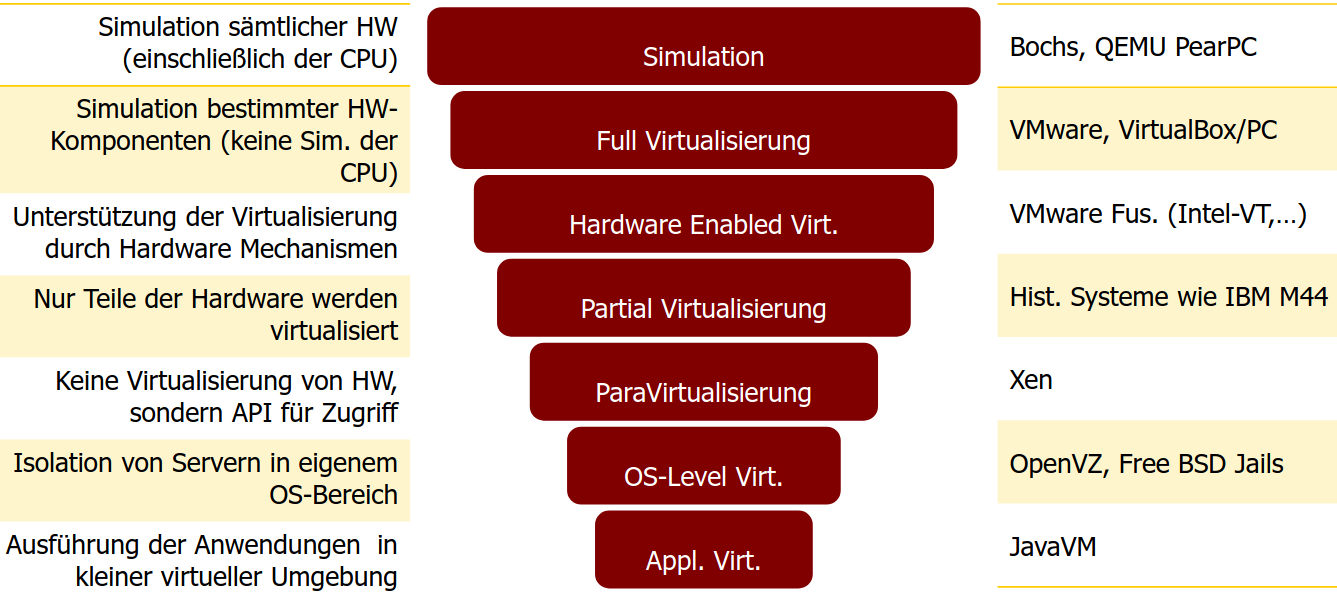 Simulation sämtlicher HW
(einschließlich der CPU)
Simulation
Bochs, QEMU PearPC
Simulation bestimmter HW-
Komponenten (keine Sim. der
CPU)
Full Virtualisierung
VMware, VirtualBox/PC
Unterstützung der Virtualisierung
durch Hardware Mechanismen
Hardware Enabled Virt.
VMware Fus. (Intel-VT,…)
Nur Teile der Hardware werden
virtualisiert
Partial Virtualisierung
Hist. Systeme wie IBM M44
Keine Virtualisierung von HW,
sondern API für Zugriff
ParaVirtualisierung
Xen
Isolation von Servern in eigenem
OS-Bereich
OS-Level Virt.
OpenVZ, Free BSD Jails
Ausführung der Anwendungen in
kleiner virtueller Umgebung
Appl. Virt.
JavaVM